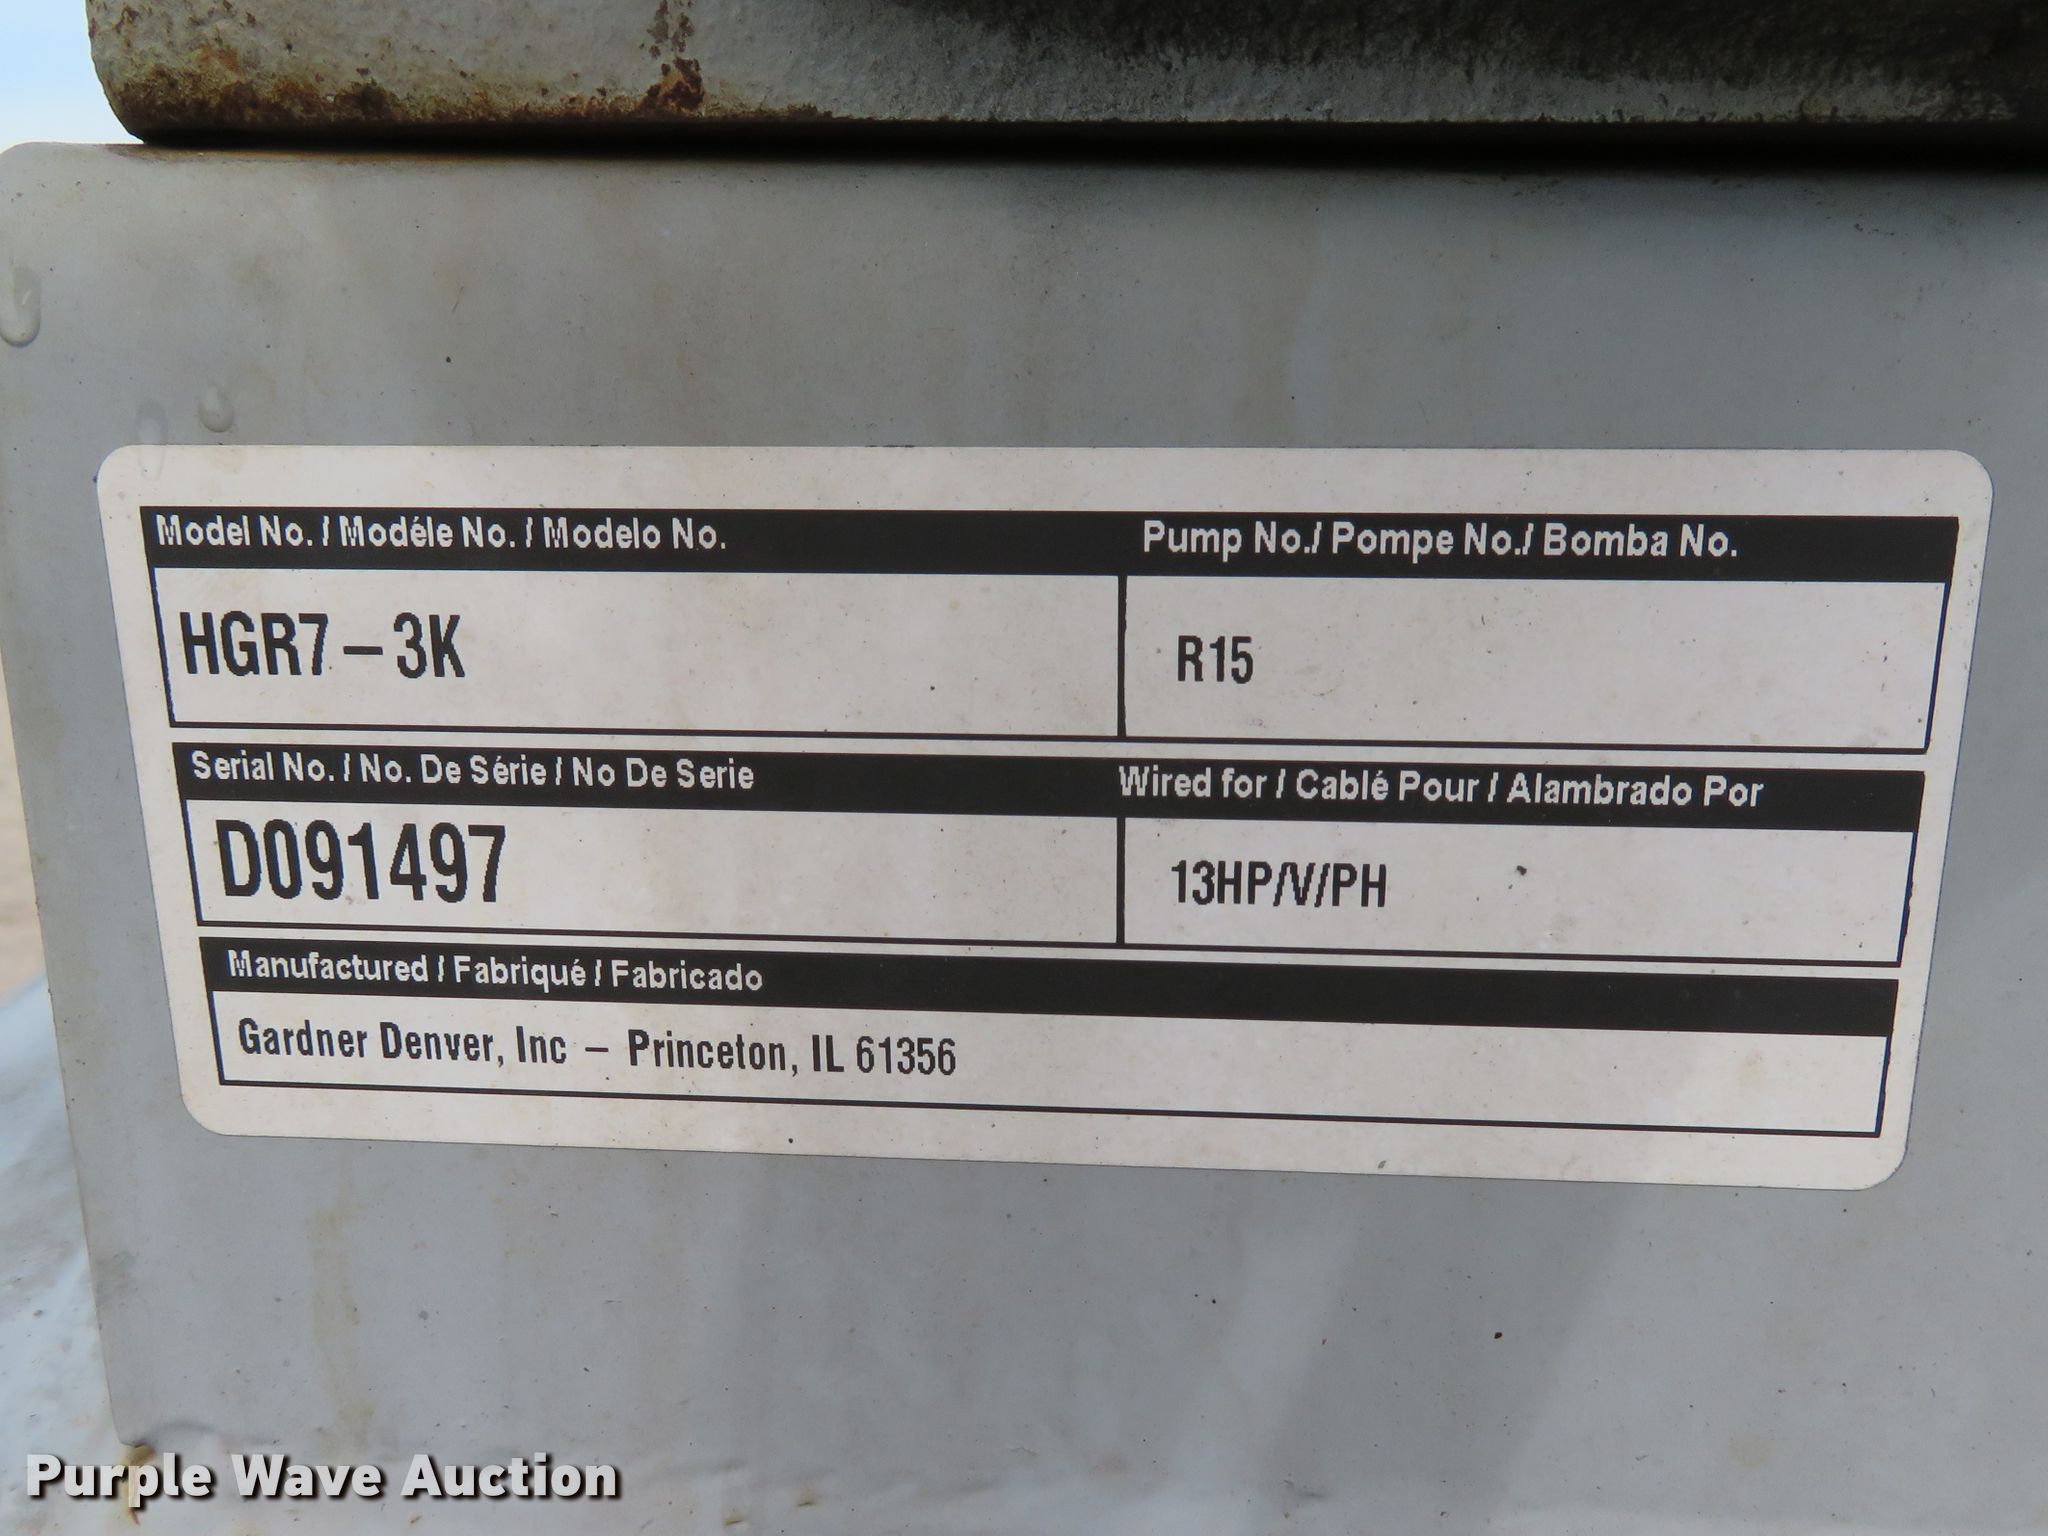 Model No. / Modéle No. / Modelo No.
Pump No./ Pompe No./ Bomba No.
HGR7-3K
R15
Serial No. / No. De Série / No De Serie
Wired for / Cablé Pour / Alambrado Por
D091497
13HP/V/PH
Manufactured / Fabriqué / Fabricado
Gardner Denver, Inc - Princeton, IL 61356
Purple Wave Auction